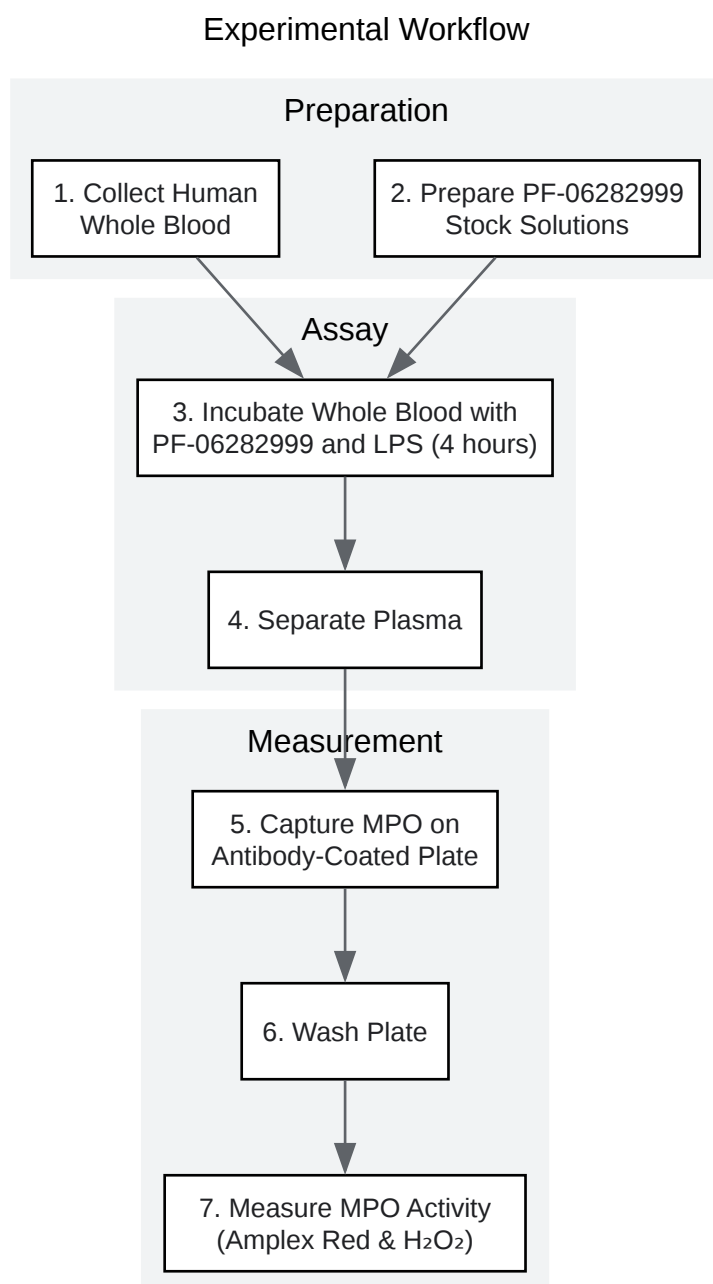 Experimental Workflow
Preparation
1. Collect Human
Whole Blood
2. Prepare PF-06282999
Stock Solutions
Assay
3. Incubate Whole Blood with
PF-06282999 and LPS (4 hours)
4. Separate Plasma
Measurement
5. Capture MPO on
Antibody-Coated Plate
6. Wash Plate
7. Measure MPO Activity
(Amplex Red & H₂O₂)